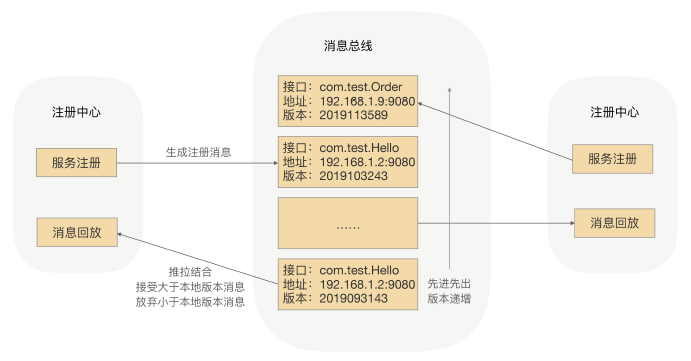 消息总线
注册中心
服务注册
消息回放
生成注册消息
推拉结合
接受大于本地版本消息
放弃小于本地版本消息
接口：com.test.Order
地址：192.168.1.9:9080
版本：2019113589
接口：com.test.Hello
地址：192.168.1.2:9080
版本：2019103243
......
接口：com.test.Hello
地址：192.168.1.2:9080
版本：2019093143
先进先出
版本递增
注册中心
服务注册
消息回放